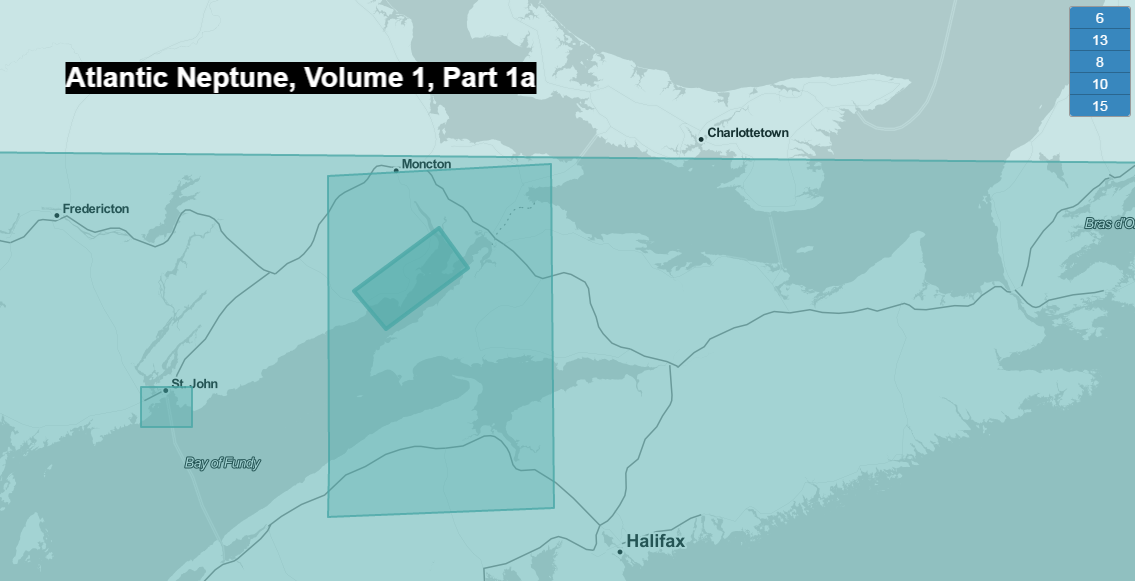 6
13
8
10
15
Atlantic Neptune, Volume 1, Part 1a
Charlottetown
Moncton
Fredericton
Bras d'O
St. John
Bay of Fundy
Halifax